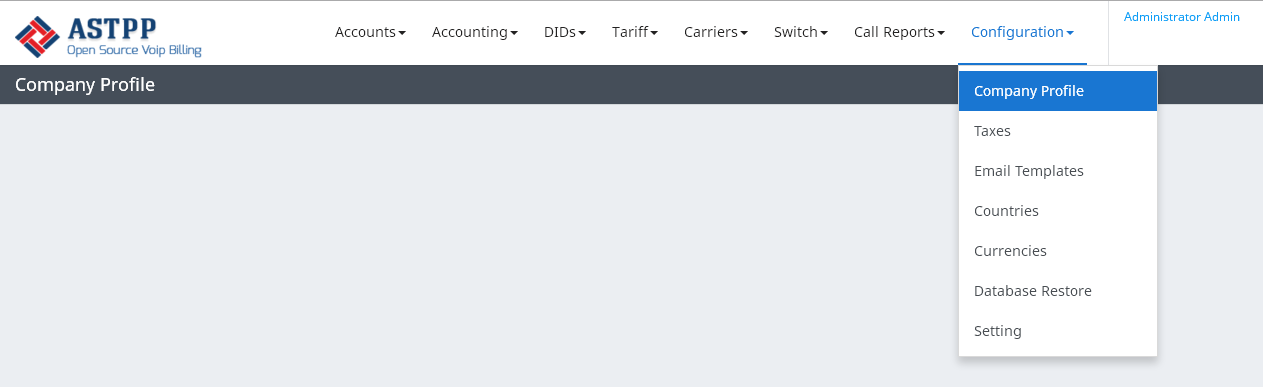 ASTPP
Open Source Voip Billing
Accounts Accounting DIDs Tariff Carriers Switch Call Reports Configuration
Administrator Admin
Company Profile
Company Profile
Taxes
Email Templates
Countries
Currencies
Database Restore
Setting